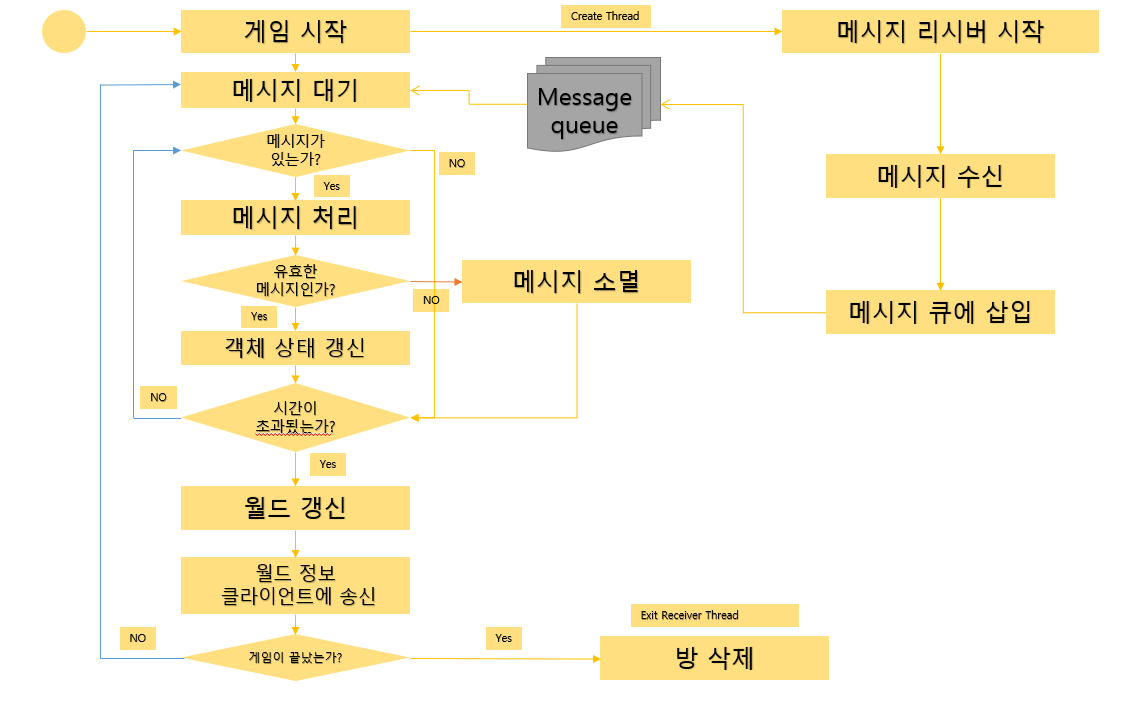 Create Thread
게임 시작
메시지 리시버 시작
메시지 대기
Message
queue
메시지가
있는가?
NO
Yes
메시지 수신
메시지 처리
유효한
메시지인가?
메시지 소멸
NO
Yes
메시지 큐에 삽입
객체 상태 갱신
NO
시간이
초과됬는가?
Yes
월드 갱신
월드 정보
클라이언트에 송신
Exit Receiver Thread
NO
게임이 끝났는가?
Yes
방 삭제